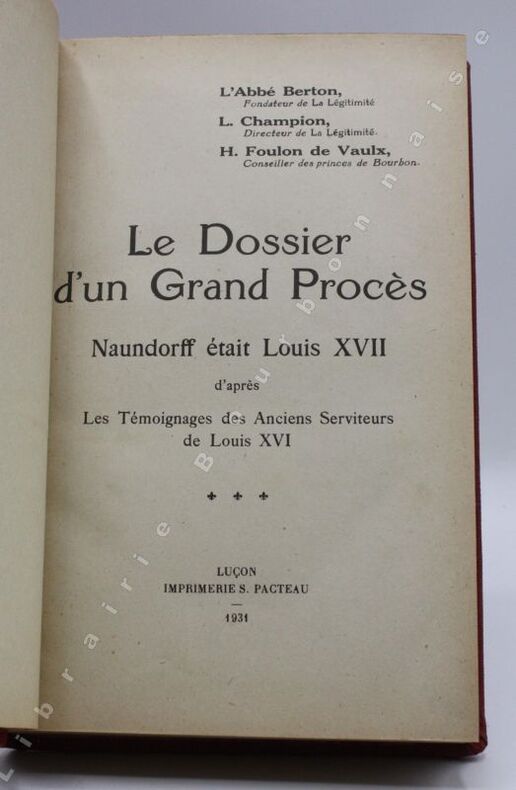 L'Abbé Berton,
Fondateur de La Légitimité
L. Champion,
Directeur de La Légitimité.
H. Foulon de Vaulx,
Conseiller des princes de Bourbon.
Le Dossier
d'un Grand Procès
Naundorff était Louis XVII
d'après
Les Témoignages des Anciens Serviteurs
de Louis XVI
LUÇON
IMPRIMERIE S. PACTEAU
1931
Librairie Bourbonnaise